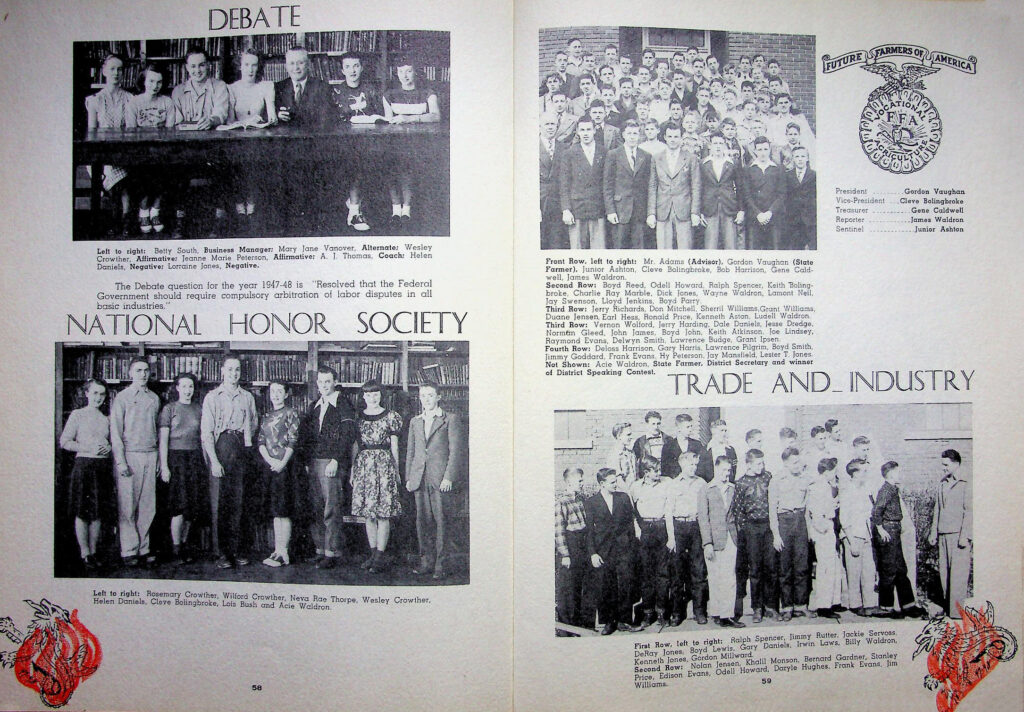 DEBATE
Left to right: Betty South, Business Manager: Mary Jane Vanover, Alternate: Wesley
Crowther, Affirmative: Jeanne Marie Peterson, Affirmative: A. J. Thomas, Coach: Helen
Daniels, Negative: Lorraine Jones, Negative.
The Debate question for the year 1947-48 is "Resolved that the Federal
Government should require compulsory arbitration of labor disputes in all
basic industries."
NATIONAL HONOR SOCIETY
Left to right: Rosemary Crowther, Wilford Crowther, Neva Rae Thorpe, Wesley Crowther,
Helen Daniels, Cleve Bolingbroke, Lois Bush and Acie Waldron.
58
FUTURE FARMERS OF AMERICA
VOCATIONAL
FFA
AGRICULTURE
President Gordon Vaughan
Vice-President Cleve Bolingbroke
Treasurer Gene Caldwell
Reporter James Waldron
Sentinel Junior Ashton
Front Row, left to right: Mr. Adams (Advisor), Gordon Vaughan (State
Farmer), Junior Ashton, Cleve Bolingbroke, Bob Harrison, Gene Cald-
well, James Waldron.
Second Row: Boyd Reed, Odell Howard, Ralph Spencer, Keith Boling-
broke, Charlie Ray Marble, Dick Jones, Wayne Waldron, Lamont Neil,
Jay Swenson, Lloyd Jenkins, Boyd Parry.
Third Row: Jerry Richards, Don Mitchell, Sherril Williams, Grant Williams,
Duane Jensen, Earl Hess, Ronald Price, Kenneth Astan, Ludell Waldron.
Third Row: Vernon Wolford, Jerry Harding, Dale Daniels, Jesse Dredge,
Norman Gleed, John James, Boyd John, Keith Atkinson, Joe Lindsey,
Raymond Evans, Delwyn Smith, Lawrence Budge, Grant Ipsen.
Fourth Row: Deloss Harrison, Gary Harris, Lawrence Pilgrim, Boyd Smith,
Jimmy Goddard, Frank Evans, Hy Peterson, Jay Mansfield, Lester T. Jones.
Not Shown: Acie Waldron, State Farmer, District Secretary and winner
of District Speaking Contest.
TRADE AND INDUSTRY
First Row, left to right: Ralph Spencer, Jimmy Rutter, Jackie Servoss,
DeRay Jones, Boyd Lewis, Gary Daniels, Irwin Laws, Billy Waldron,
Kenneth Jones, Gordon Millward.
Second Row: Nolan Jensen, Khalil Monson, Bernard Gardner, Stanley
Price, Edison Evans, Odell Howard, Daryle Hughes, Frank Evans, Jim
Williams.
59